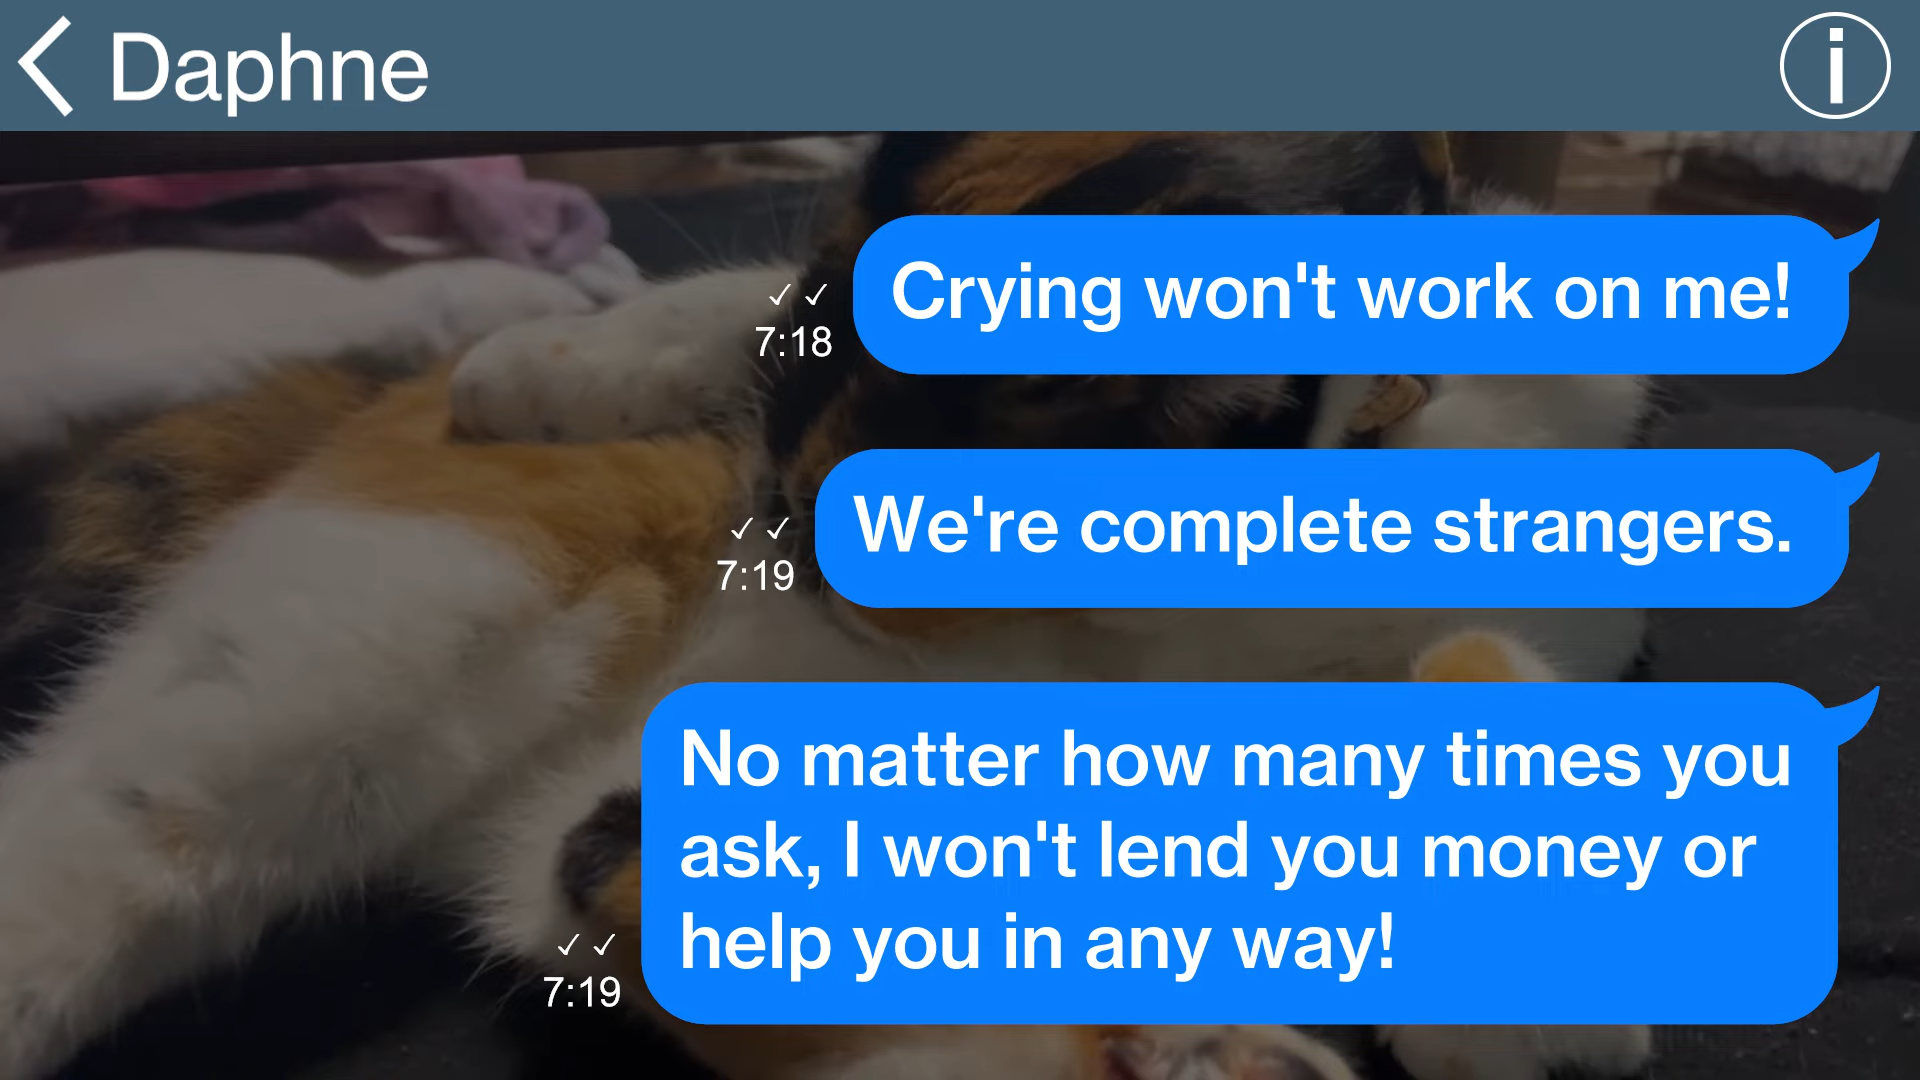 Daphne
Crying won't work on me!
✓✓
7:18
We're complete strangers.
✓✓
7:19
No matter how many times you
ask, I won't lend you money or
help you in any way!
✓✓
7:19